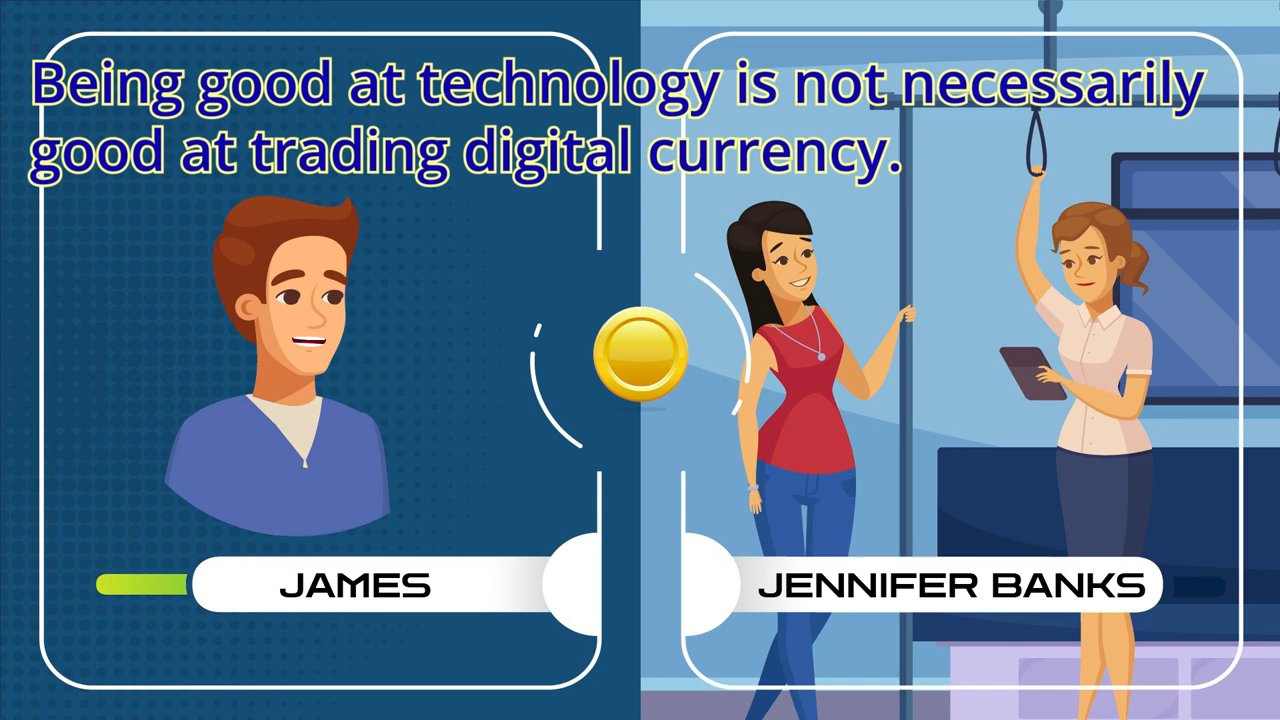 Being good at technology is not necessarily
good at trading digital currency.
JAMES
JENNIFER BANKS